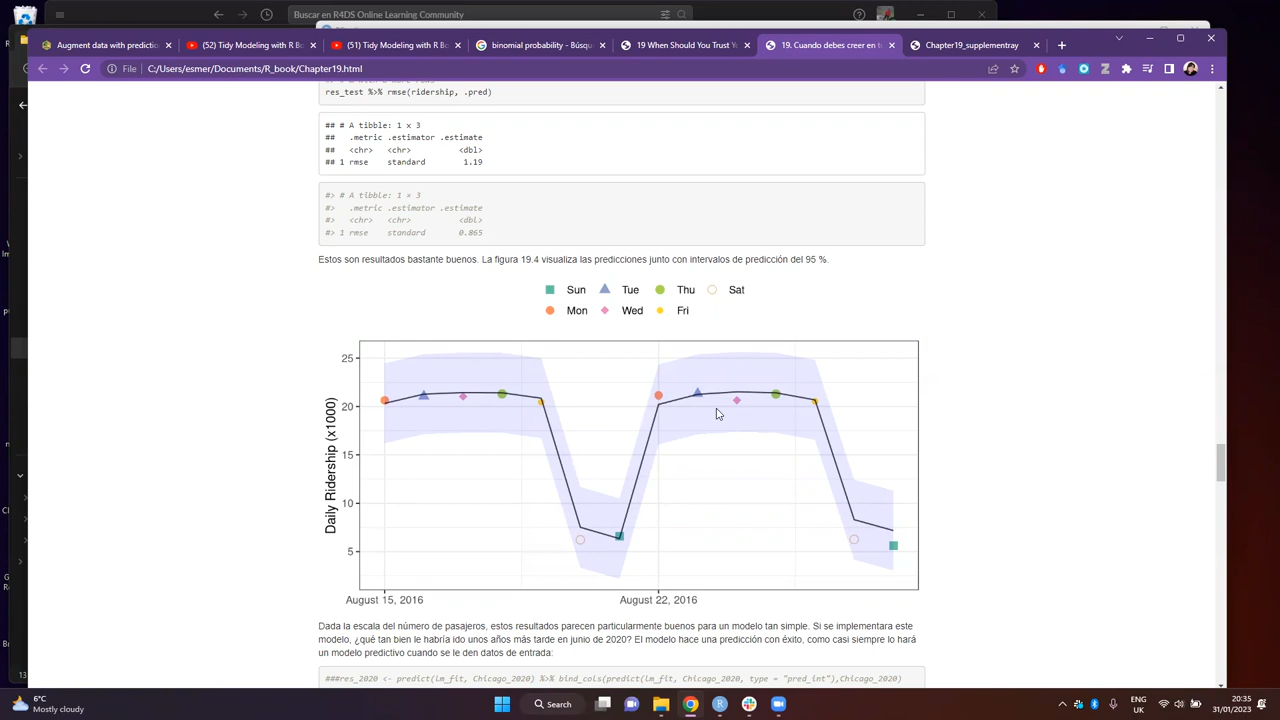 Buscar en R4DS Online Learning Community
Augment data with predictio
(52) Tidy Modeling with R Bo
(51) Tidy Modeling with R Bo
binomial probability - Búsqu
19 When Should You Trust Yo
19. Cuando debes creer en t
Chapter19_supplementray
File
C:/Users/esmer/Documents/R_book/Chapter19.html
res_test %>% rmse(ridership, .pred)
## # A tibble: 1 x 3
## .metric .estimator .estimate
## <chr> <chr> <dbl>
## 1 rmse standard 1.19
#> # A tibble: 1 × 3
#> .metric .estimator .estimate
#> <chr> <chr> <dbl>
#> 1 rmse standard 0.865
Estos son resultados bastante buenos. La figura 19.4 visualiza las predicciones junto con intervalos de predicción del 95 %.
Sun Tue Thu Sat
Mon Wed Fri
25
20
15
10
5
Daily Ridership (x1000)
August 15, 2016 August 22, 2016
Dada la escala del número de pasajeros, estos resultados parecen particularmente buenos para un modelo tan simple. Si se implementara este
modelo, ¿qué tan bien le habría ido unos años más tarde en junio de 2020? El modelo hace una predicción con éxito, como casi siempre lo hará
un modelo predictivo cuando se le den datos de entrada:
###res_2020 <- predict(lm_fit, Chicago_2020) %>% bind_cols(predict(lm_fit, Chicago_2020, type = "pred_int"),Chicago_2020)
6°C
Mostly cloudy
Search
ENG
UK
20:35
31/01/2023